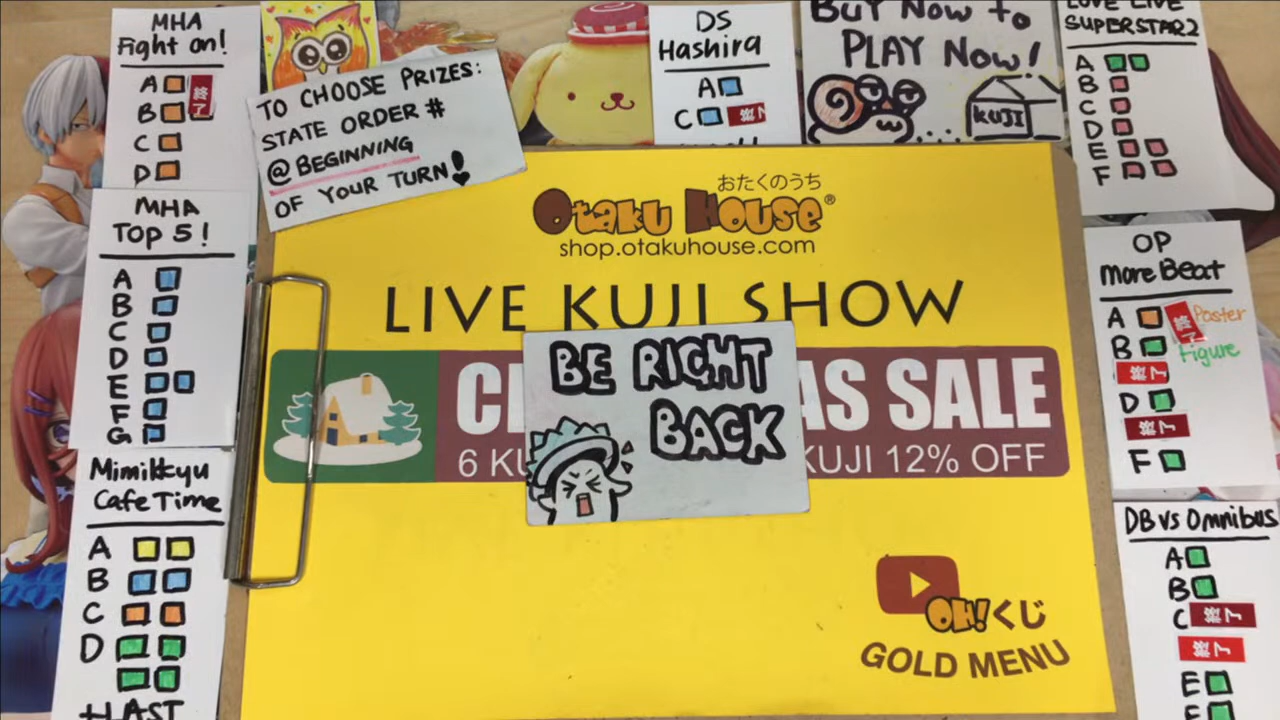 MHA
Fight on!
A
B 終了
C
D
TO CHOOSE PRIZES:
STATE ORDER #
@BEGINNING
OF YOUR TURN!
DS
Hashira
A
C 終了
BUY NOW to
PLAY NOW!
KUJI
LOVE LIVE
SUPERSTAR2
A
B
C
D
E
F
MHA
TOP 5!
A
B
C
D
E
F
G
おたくのうち
Otaku House®
shop.otakuhouse.com
LIVE KUJI SHOW
BE RIGHT
BACK
AS SALE
6 KU
KUJI 12% OFF
OH!くじ
GOLD MENU
OP
More Beat
A 終了 Poster
B Figure
終了
D
終了
F
Mimikkyu
Cafe Time
A
B
C
D
+LAST
DB VS Omnibus
A
B
C 終了
終了
E
F